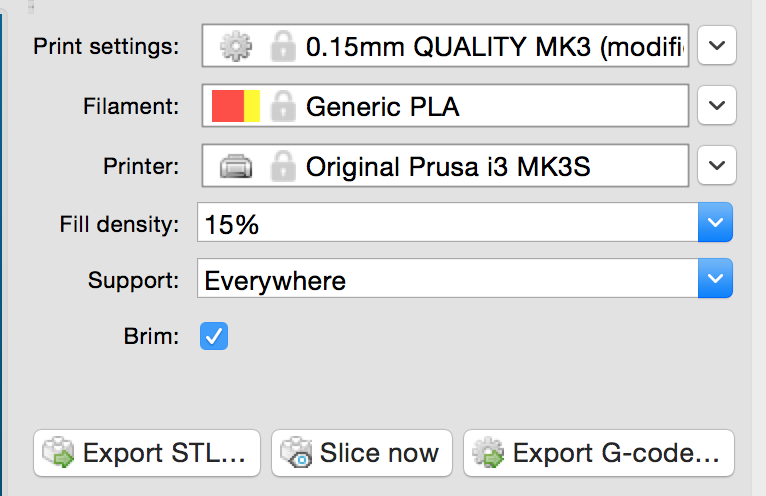 Print settings: 0.15mm QUALITY MK3 (modifi
Filament: Generic PLA
Printer: Original Prusa i3 MK3S
Fill density: 15%
Support: Everywhere
Brim:
Export STL... Slice now Export G-code...